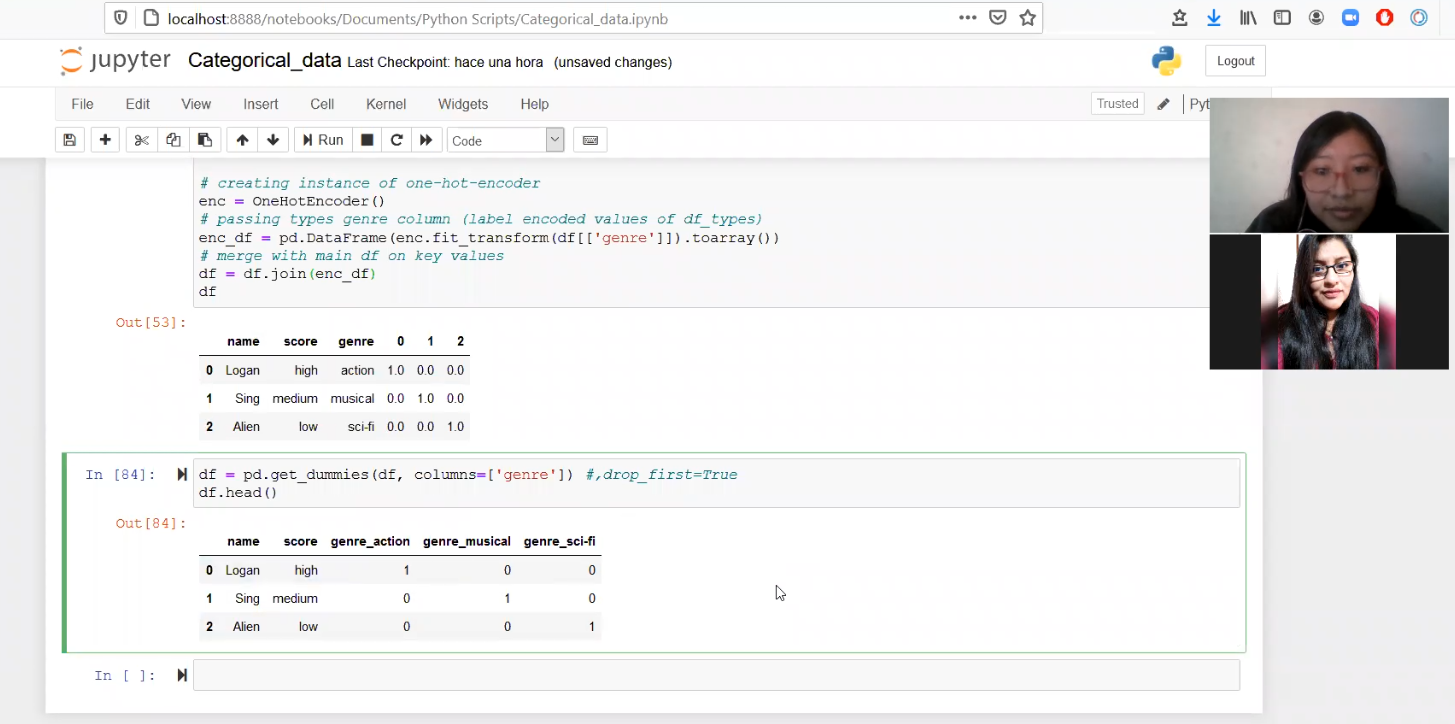 localhost:8888/notebooks/Documents/Python Scripts/Categorical_data.ipynb
jupyter Categorical_data Last Checkpoint: hace una hora (unsaved changes) Logout
File Edit View Insert Cell Kernel Widgets Help Trusted Pyt
Run Code
# creating instance of one-hot-encoder
enc = OneHotEncoder()
# passing types genre column (label encoded values of df_types)
enc_df = pd.DataFrame(enc.fit_transform(df[['genre']]).toarray())
# merge with main df on key values
df = df.join(enc_df)
df
Out[53]:
name score genre 0 1 2
0 Logan high action 1.0 0.0 0.0
1 Sing medium musical 0.0 1.0 0.0
2 Alien low sci-fi 0.0 0.0 1.0
In [84]: df = pd.get_dummies(df, columns=['genre']) #,drop_first=True
df.head()
Out[84]:
name score genre_action genre_musical genre_sci-fi
0 Logan high 1 0 0
1 Sing medium 0 1 0
2 Alien low 0 0 1
In [ ]: